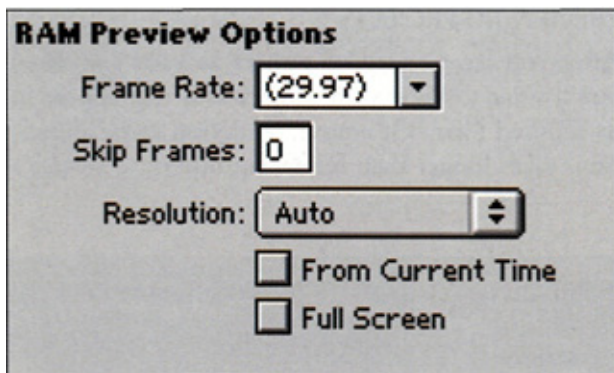 RAM Preview Options
Frame Rate: (29.97)
Skip Frames: 0
Resolution: Auto
From Current Time
Full Screen